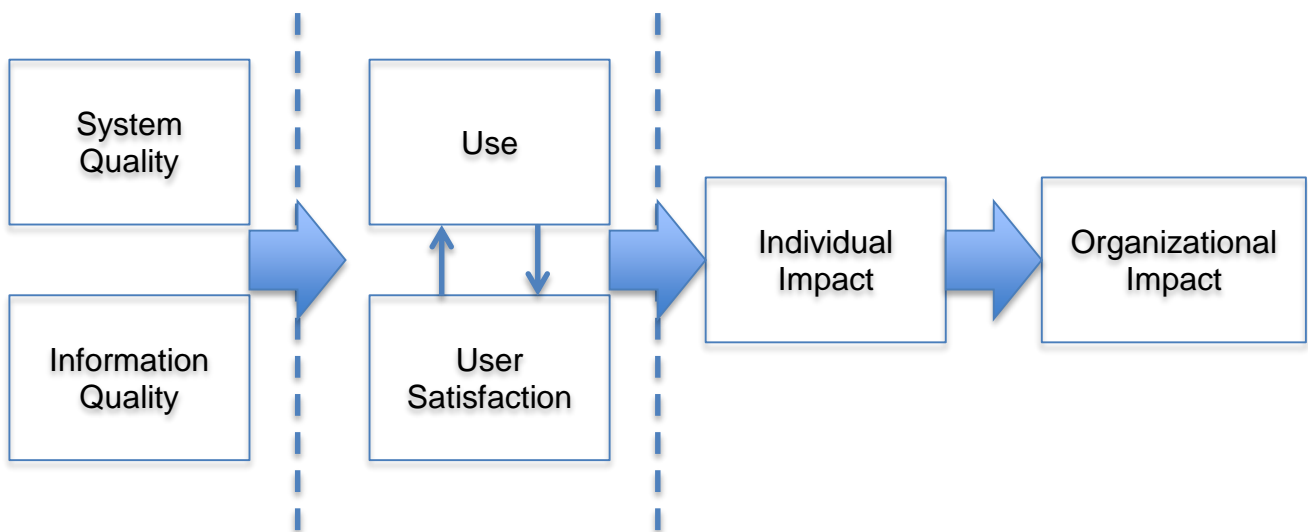 System
Quality
Use
Individual
Impact
Organizational
Impact
Information
Quality
User
Satisfaction